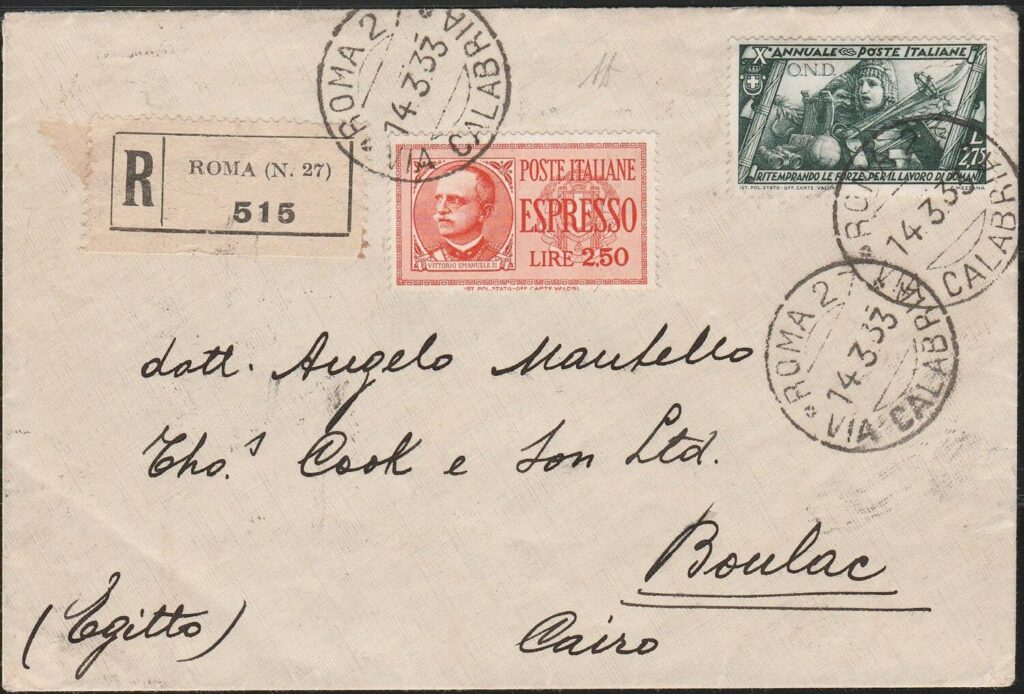 ROMA 2
14.3.33
VIA CALABRIA
R
ROMA (N. 27)
515
POSTE ITALIANE
ESPRESSO
LIRE 2,50
VITTORIO EMANUELE III
IST. POL. STATO-OFF. CARTE VALORI
X° ANNUALE POSTE ITALIANE
O.N.D.
L 2,75
RITEMPRANDO LE FORZE PER IL LAVORO DI DOMANI
IST. POL. STATO-OFF. CARTE VALORI
14.3.33
CALABRIA
ROMA 2
14.3.33
VIA CALABRIA
dott. Angelo Mantello
Tho.s Cook e Son Ltd.
Boulac
Cairo
(Egitto)